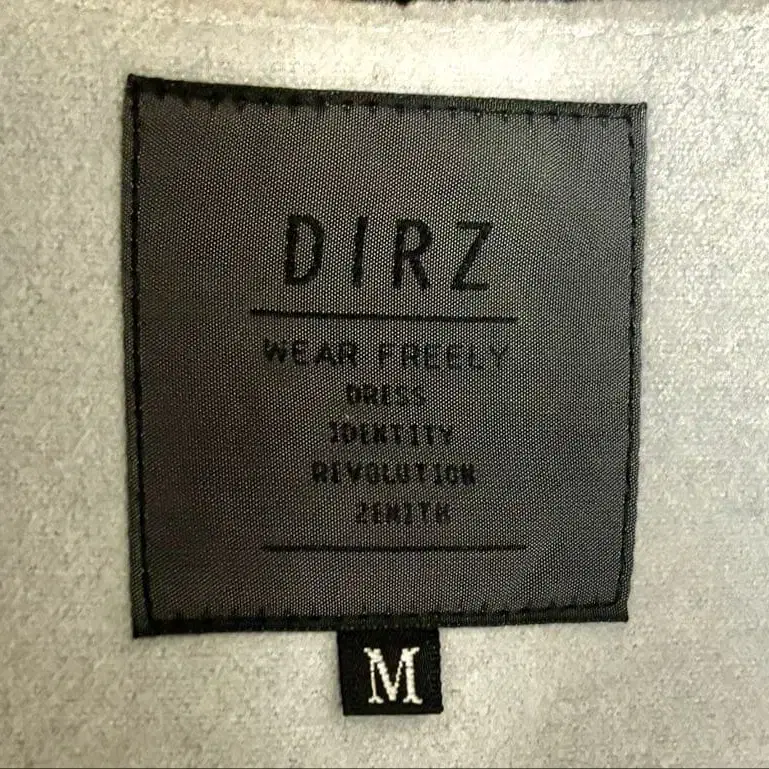 DIRZ
WEAR FREELY
DRESS
IDENTITY
REVOLUTION
ZENITH
M